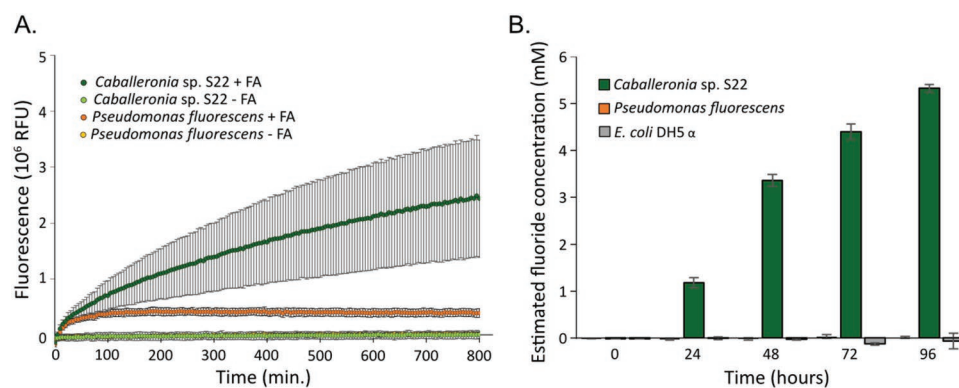 A.
Fluorescence (10⁶ RFU)
5
4
3
2
1
0
Caballeronia sp. S22 + FA
Caballeronia sp. S22 - FA
Pseudomonas fluorescens + FA
Pseudomonas fluorescens - FA
0 100 200 300 400 500 600 700 800
Time (min.)
B.
Estimated fluoride concentration (mM)
6
5
4
3
2
1
0
Caballeronia sp. S22
Pseudomonas fluorescens
E. coli DH5 α
0 24 48 72 96
Time (hours)